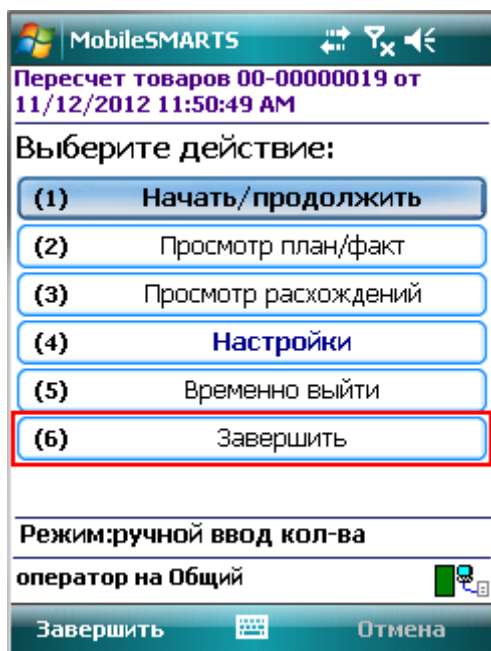 MobileSMARTS
Пересчет товаров 00-00000019 от
11/12/2012 11:50:49 AM
Выберите действие:
(1) Начать/продолжить
(2) Просмотр план/факт
(3) Просмотр расхождений
(4) Настройки
(5) Временно выйти
(6) Завершить
Режим:ручной ввод кол-ва
оператор на Общий
Завершить Отмена